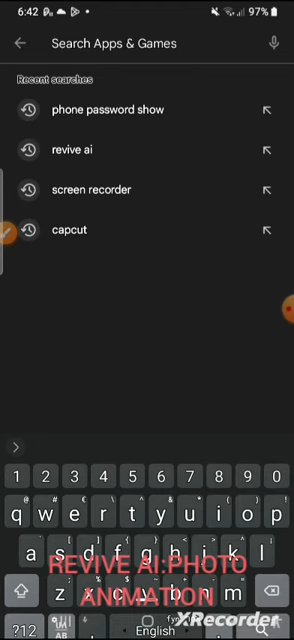 6:42
97%
Search Apps & Games
Recent searches
phone password show
revive ai
screen recorder
capcut
1 2 3 4 5 6 7 8 9 0
@ # $ _ & * ( )
q w e r t y u i o p
a s d f g h j k l
REVIVE AI:PHOTO
z x c v b n m
ANIMATION
XRecorder
?12
English